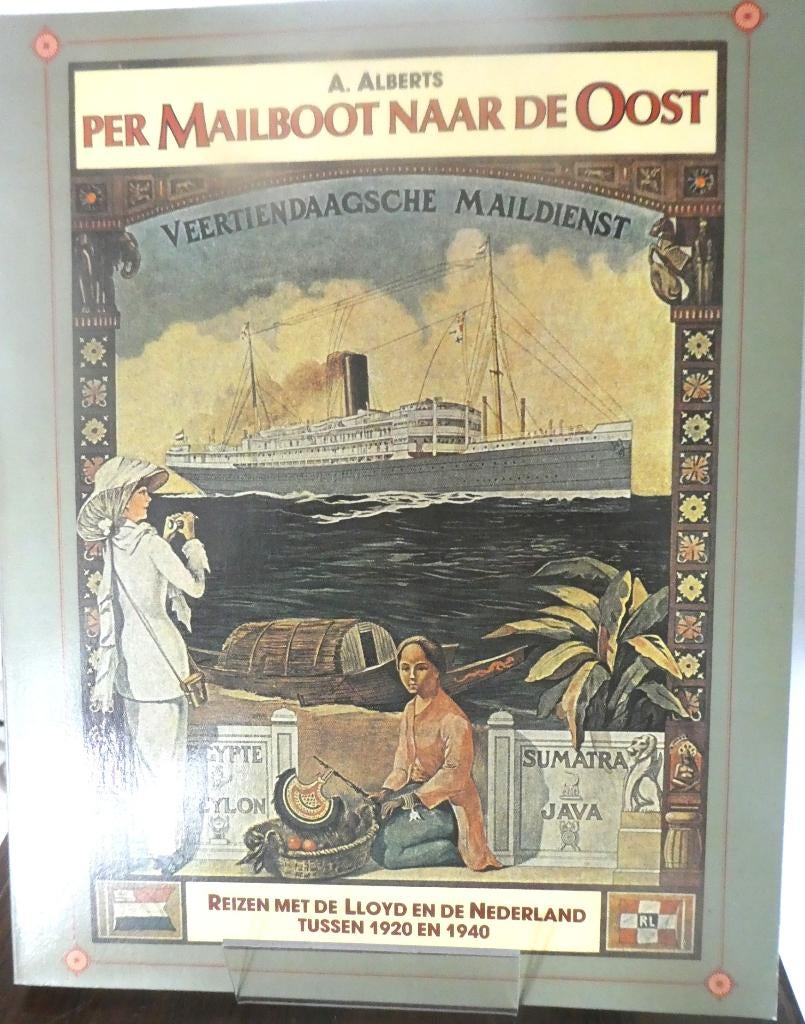 A. ALBERTS
PER MAILBOOT NAAR DE OOST
VEERTIENDAAGSCHE MAILDIENST
SUMATRA
JAVA
REIZEN MET DE LLOYD EN DE NEDERLAND
TUSSEN 1920 EN 1940
RL